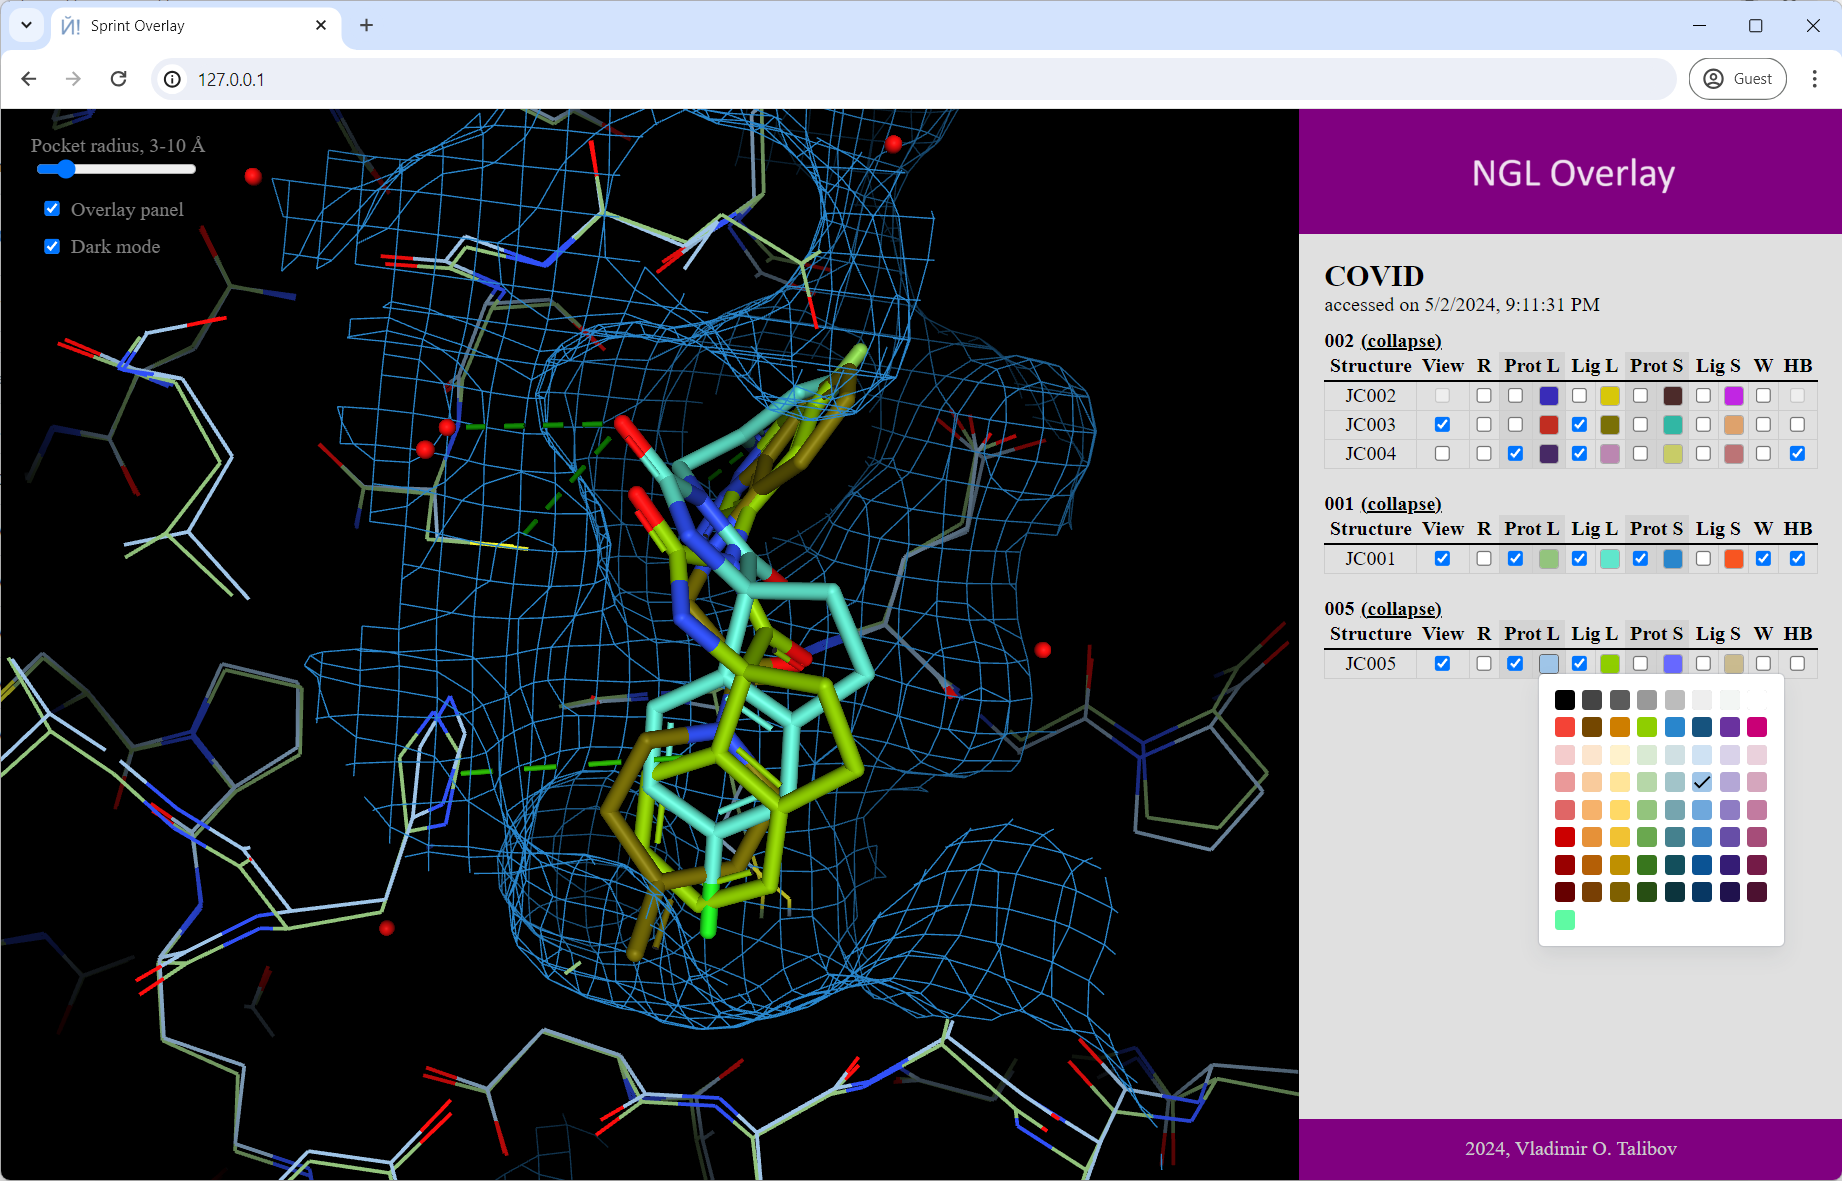 Й! Sprint Overlay
127.0.0.1
Guest
Pocket radius, 3-10 Å
Overlay panel
Dark mode
NGL Overlay
COVID
accessed on 5/2/2024, 9:11:31 PM
002 (collapse)
Structure View R Prot L Lig L Prot S Lig S W HB
JC002
JC003
JC004
001 (collapse)
Structure View R Prot L Lig L Prot S Lig S W HB
JC001
005 (collapse)
Structure View R Prot L Lig L Prot S Lig S W HB
JC005
2024, Vladimir O. Talibov